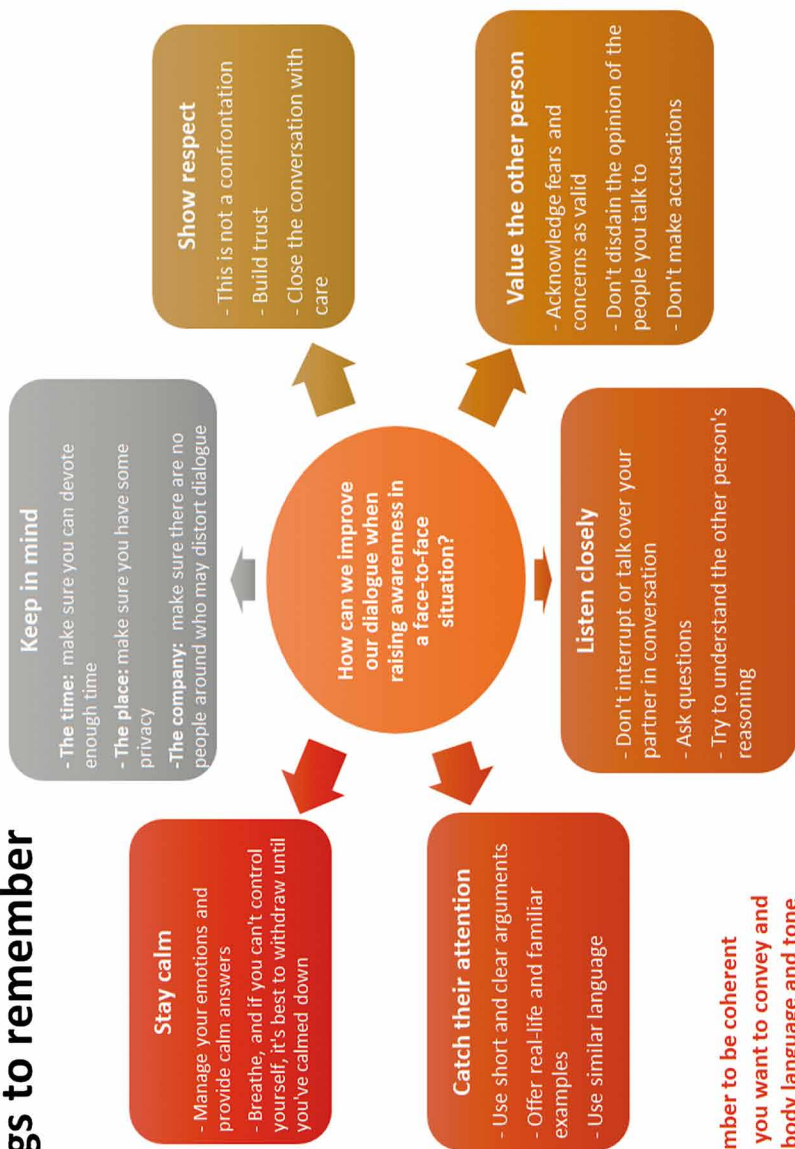 gs to remember
Keep in mind
- The time: make sure you can devote
enough time
- The place: make sure you have some
privacy
-The company: make sure there are no
people around who may distort dialogue
Show respect
- This is not a confrontation
- Build trust
- Close the conversation with
care
Value the other person
- Acknowledge fears and
concerns as valid
- Don't disdain the opinion of the
people you talk to
- Don't make accusations
Listen closely
- Don't interrupt or talk over your
partner in conversation
- Ask questions
- Try to understand the other person's
reasoning
Catch their attention
- Use short and clear arguments
- Offer real-life and familiar
examples
- Use similar language
Stay calm
- Manage your emotions and
provide calm answers
- Breathe, and if you can't control
yourself, it's best to withdraw until
you've calmed down
How can we improve
our dialogue when
raising awarenness in
a face-to-face
situation?
mber to be coherent
you want to convey and
body language and tone